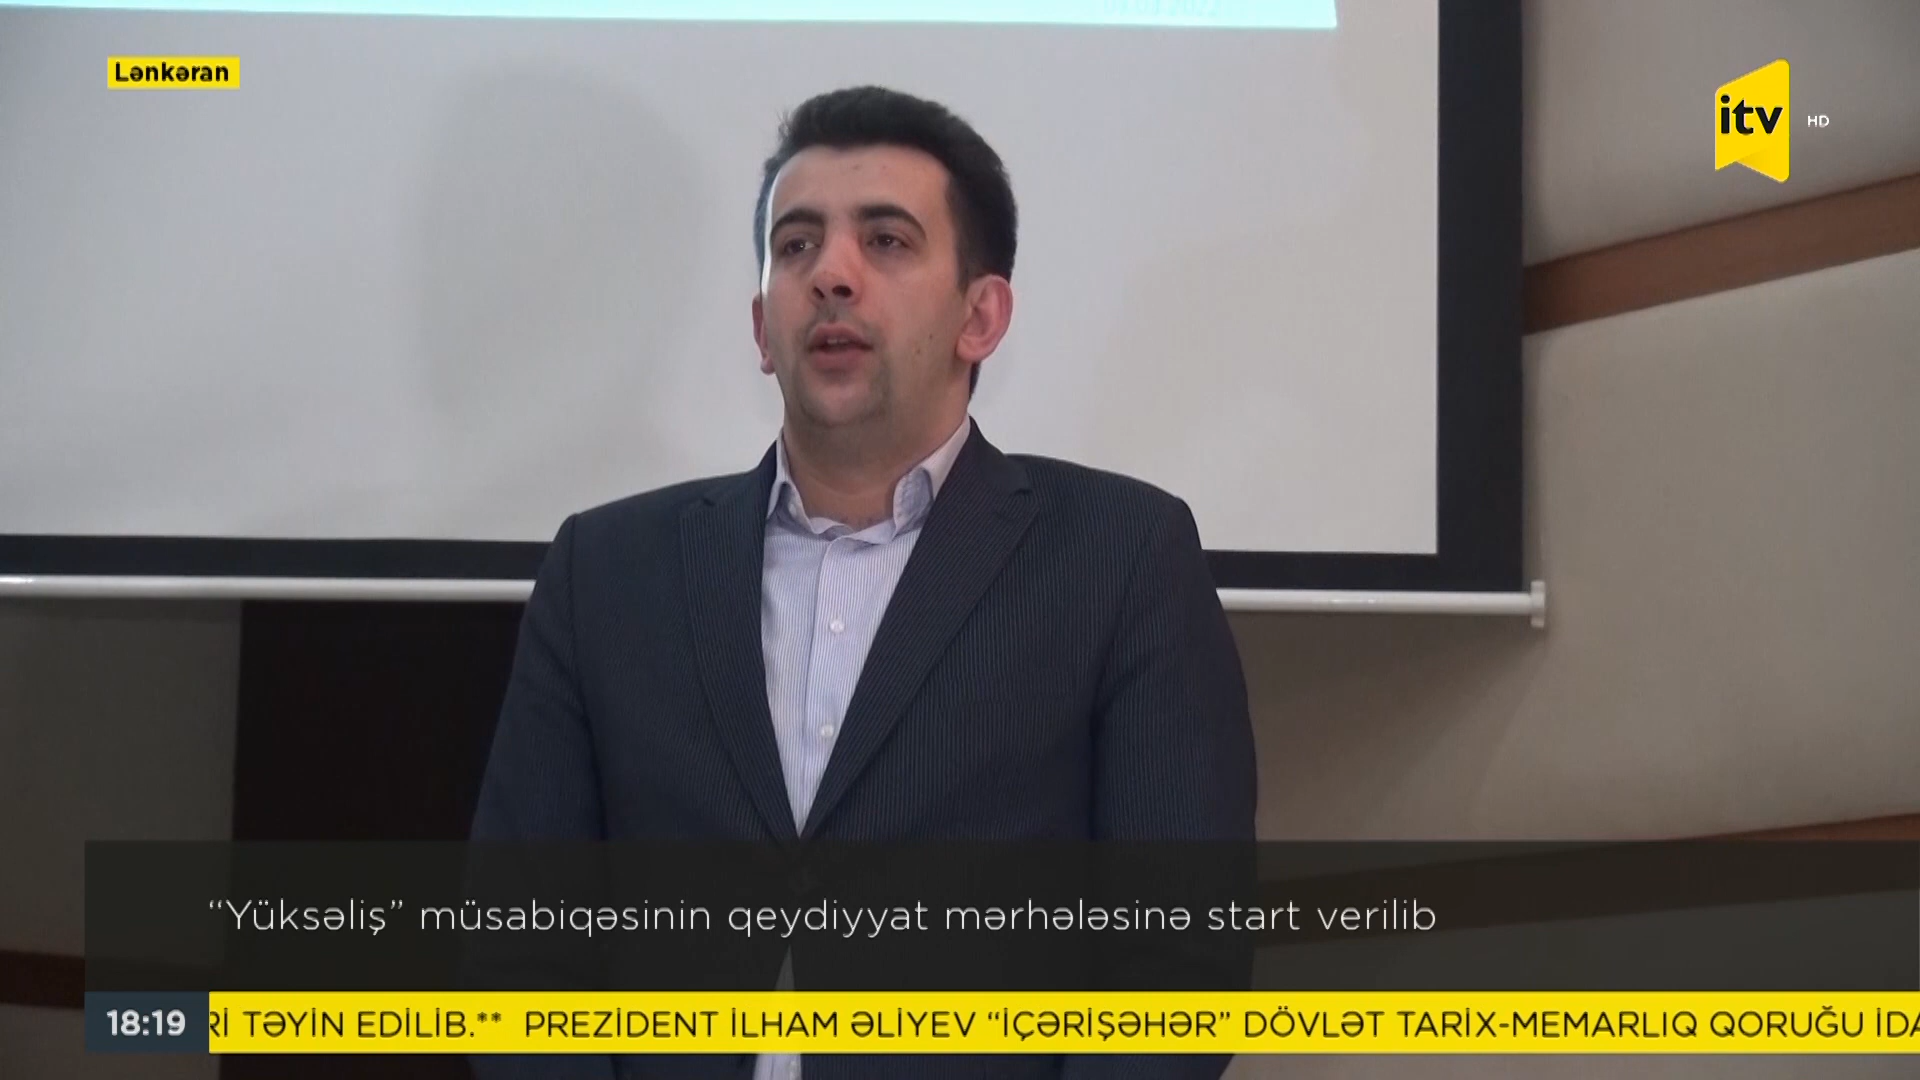 Lənkəran
itv HD
“Yüksəliş” müsabiqəsinin qeydiyyat mərhələsinə start verilib
18:19 Rİ TƏYİN EDİLİB.** PREZİDENT İLHAM ƏLİYEV “İÇƏRİŞƏHƏR” DÖVLƏT TARİX-MEMARLIQ QORUĞU İDA